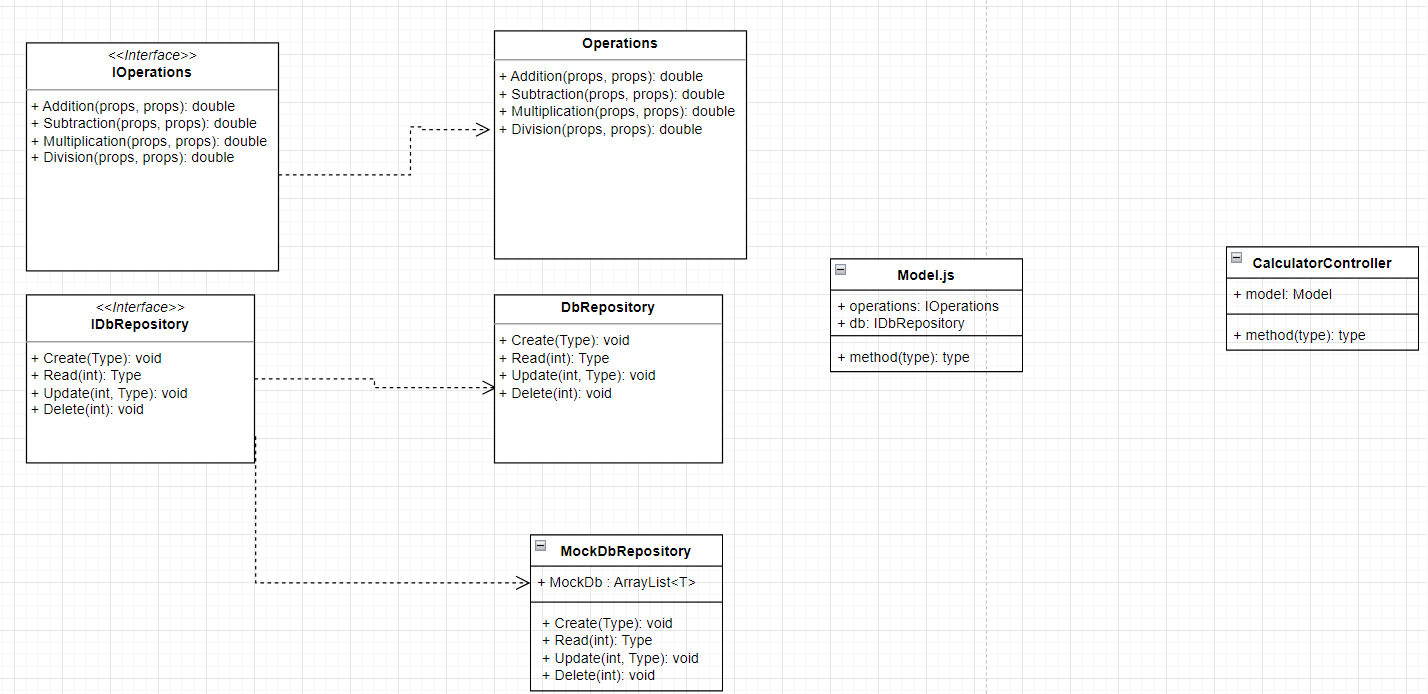 <<Interface>>
IOperations
+ Addition(props, props): double
+ Subtraction(props, props): double
+ Multiplication(props, props): double
+ Division(props, props): double
Operations
+ Addition(props, props): double
+ Subtraction(props, props): double
+ Multiplication(props, props): double
+ Division(props, props): double
<<Interface>>
IDbRepository
+ Create(Type): void
+ Read(int): Type
+ Update(int, Type): void
+ Delete(int): void
DbRepository
+ Create(Type): void
+ Read(int): Type
+ Update(int, Type): void
+ Delete(int): void
Model.js
+ operations: IOperations
+ db: IDbRepository
+ method(type): type
CalculatorController
+ model: Model
+ method(type): type
MockDbRepository
+ MockDb : ArrayList<T>
+ Create(Type): void
+ Read(int): Type
+ Update(int, Type): void
+ Delete(int): void